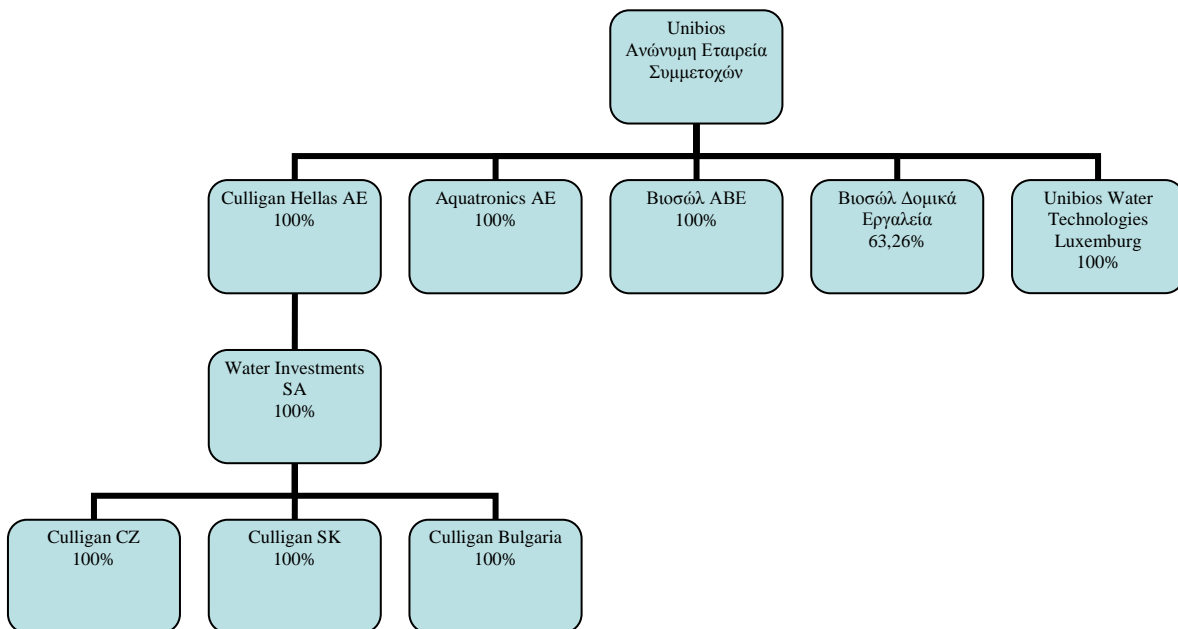 Unibios
Ανώνυμη Εταιρεία
Συμμετοχών
Culligan Hellas AE
100%
Aquatronics AE
100%
Βιοσώλ ΑΒΕ
100%
Βιοσώλ Δομικά
Εργαλεία
63,26%
Unibios Water
Technologies
Luxemburg
100%
Water Investments
SA
100%
Culligan CZ
100%
Culligan SK
100%
Culligan Bulgaria
100%